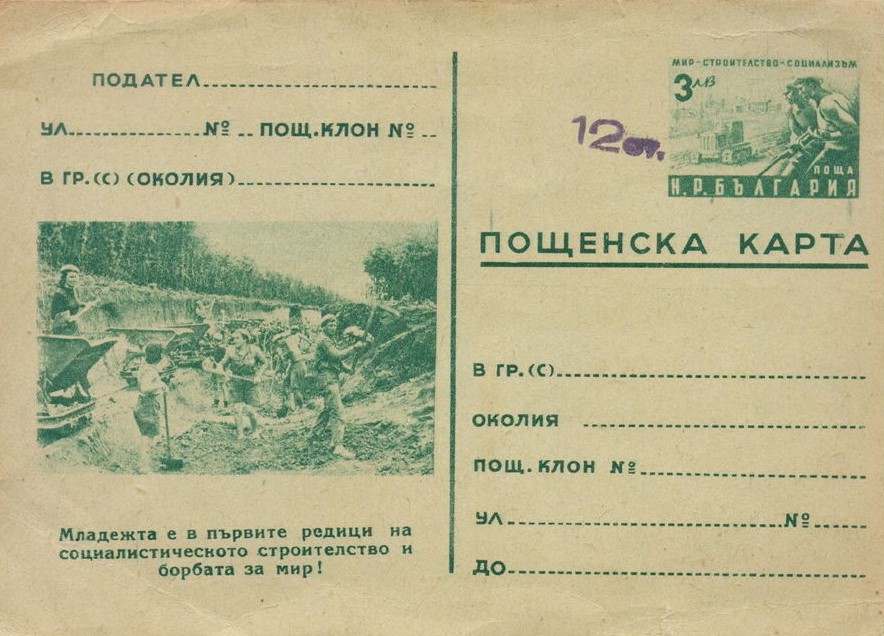 ПОДАТЕЛ
УЛ. № .. ПОЩ.КЛОН № ..
В ГР.(С) (ОКОЛИЯ)
Младежта е в първите редици на
социалистическото строителство и
борбата за мир!
МИР-СТРОИТЕЛСТВО-СОЦИАЛИЗЪМ
3 ЛВ
12 ст.
ПОЩА
Н.Р.БЪЛГАРИЯ
ПОЩЕНСКА КАРТА
В ГР.(С)
ОКОЛИЯ
ПОЩ. КЛОН №
УЛ. №
ДО